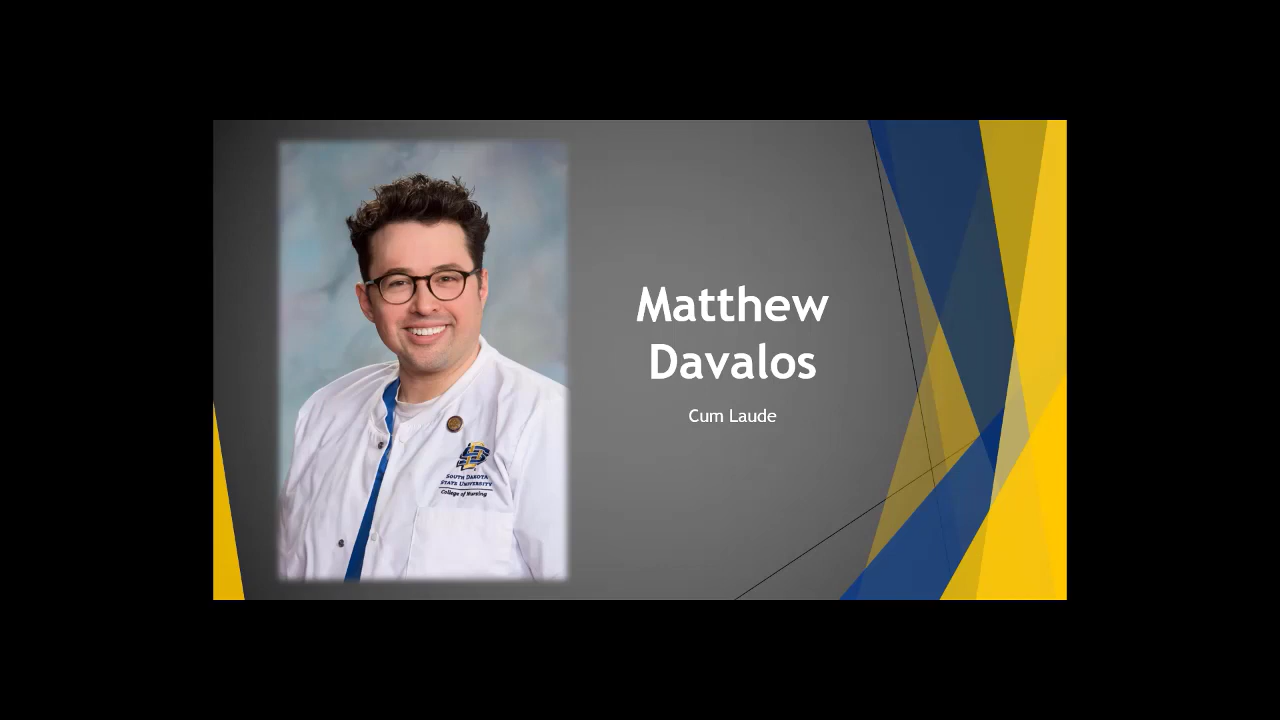 Matthew
Davalos
Cum Laude
SOUTH DAKOTA
STATE UNIVERSITY
College of Nursing